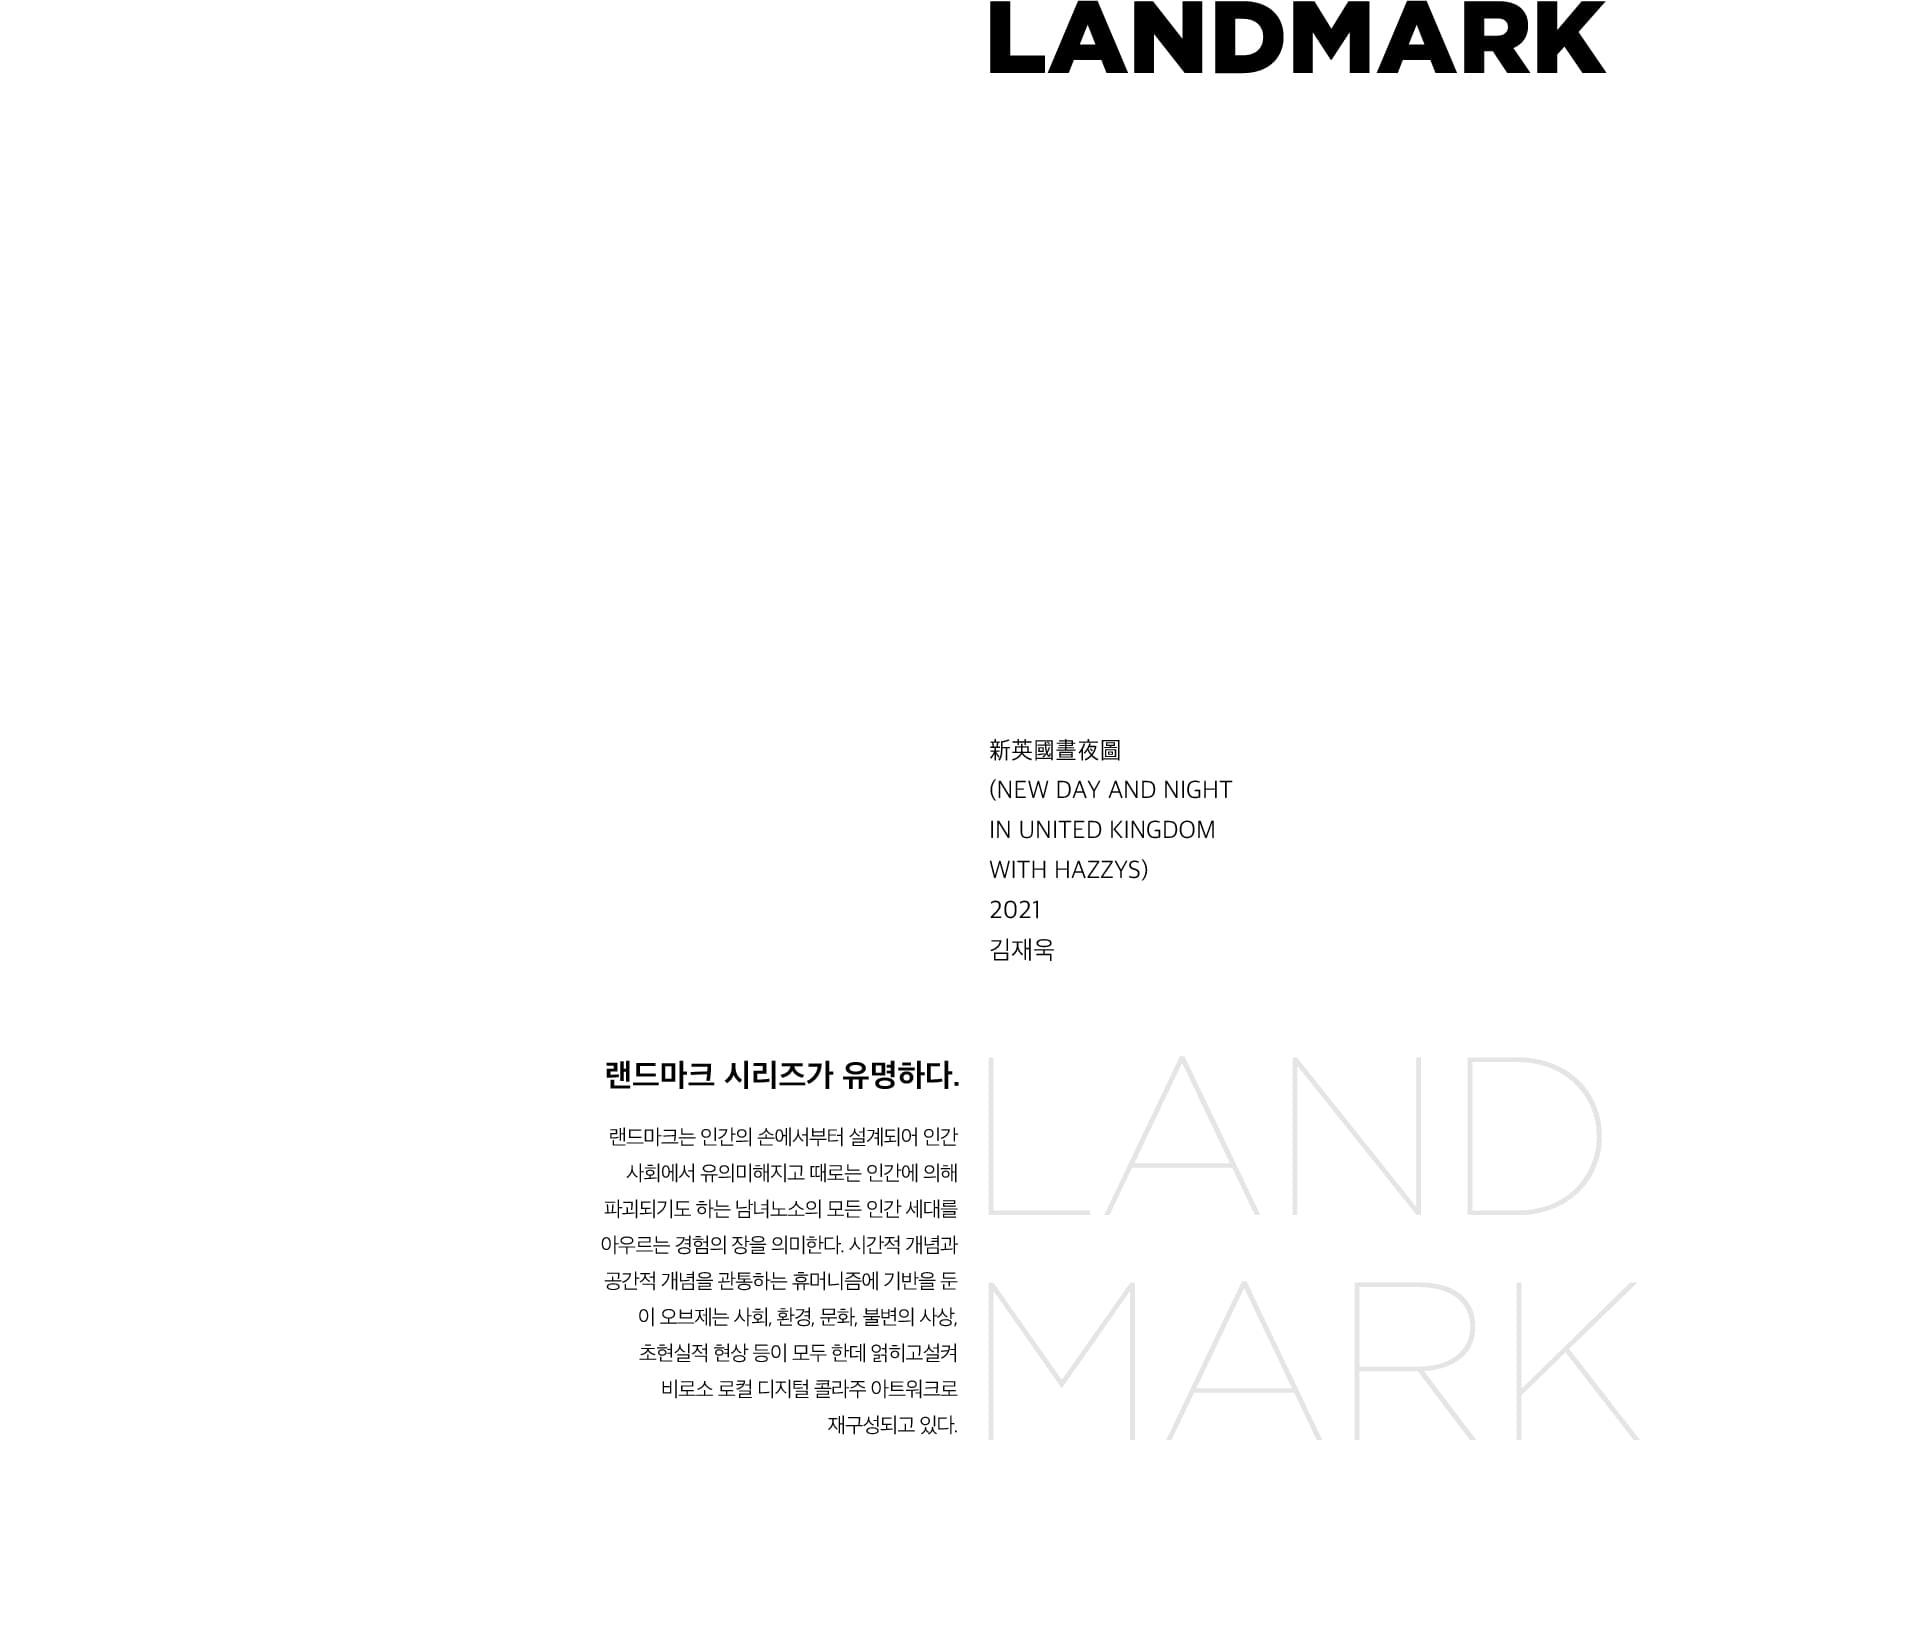 LANDMARK
新英國晝夜圖
(NEW DAY AND NIGHT
IN UNITED KINGDOM
WITH HAZZYS)
2021
김재욱
랜드마크 시리즈가 유명하다.
랜드마크는 인간의 손에서부터 설계되어 인간
사회에서 유의미해지고 때로는 인간에 의해
파괴되기도 하는 남녀노소의 모든 인간 세대를
아우르는 경험의 장을 의미한다. 시간적 개념과
공간적 개념을 관통하는 휴머니즘에 기반을 둔
이 오브제는 사회, 환경, 문화, 불변의 사상,
초현실적 현상 등이 모두 한데 얽히고설켜
비로소 로컬 디지털 콜라주 아트워크로
재구성되고 있다.
LAND
MARK